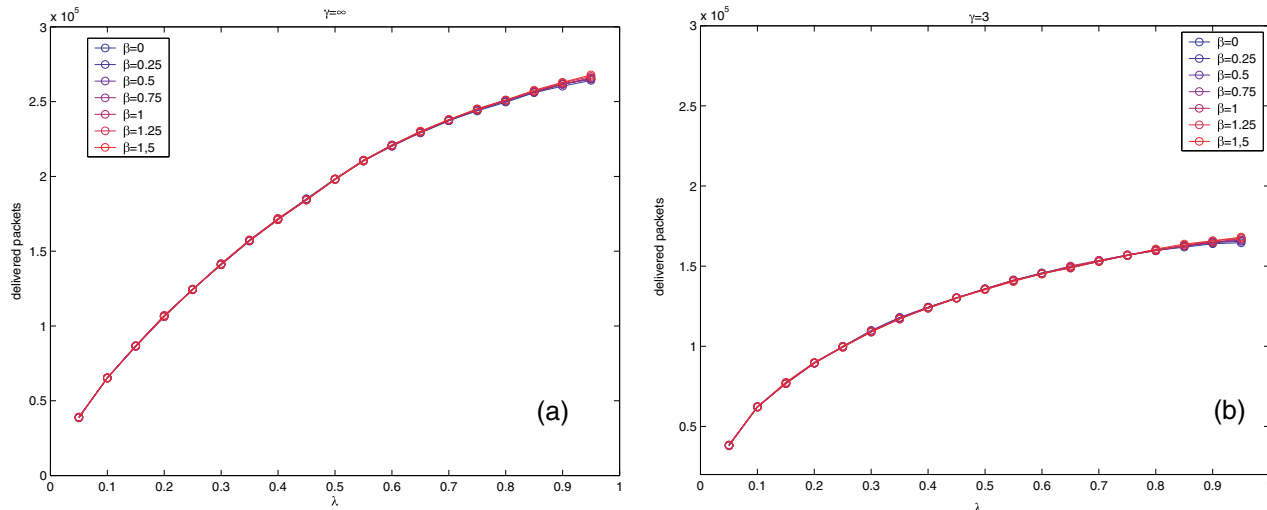 x 10^5
γ=∞
3
2.5
2
1.5
1
0.5
0
delivered packets
β=0
β=0.25
β=0.5
β=0.75
β=1
β=1.25
β=1,5
(a)
0 0.1 0.2 0.3 0.4 0.5 0.6 0.7 0.8 0.9 1
λ
x 10^5
γ=3
3
2.5
2
1.5
1
0.5
delivered packets
β=0
β=0.25
β=0.5
β=0.75
β=1
β=1.25
β=1,5
(b)
0 0.1 0.2 0.3 0.4 0.5 0.6 0.7 0.8 0.9
λ